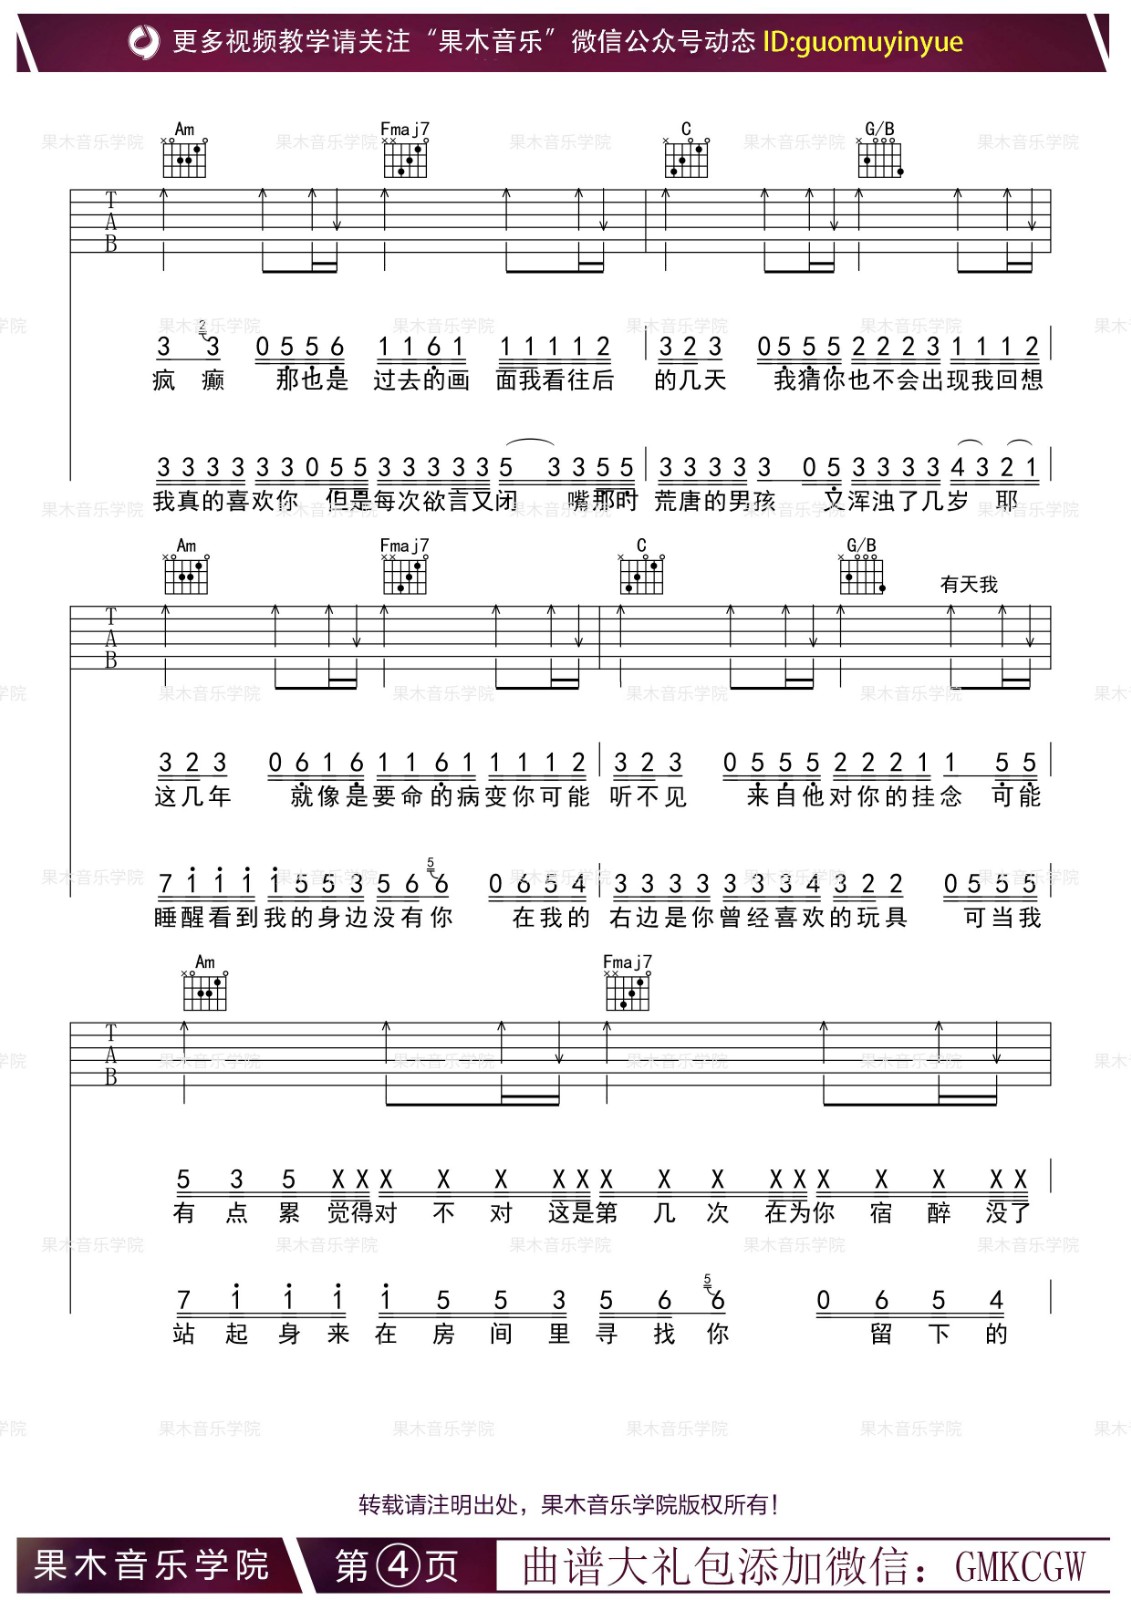 更多视频教学请关注“果木音乐”微信公众号动态 ID:guomuyinyue
Am Fmaj7 C G/B
T
A
B
2
3 3 0 5 5 6 1 1 6 1 1 1 1 1 2 3 2 3 0 5 5 5 2 2 2 3 1 1 1 2
疯 癫 那也是 过去的画 面我看往后 的几天 我猜你也不会出现我回想
3 3 3 3 3 3 0 5 5 3 3 3 3 3 5 3 3 5 5 3 3 3 3 3 0 5 3 3 3 3 4 3 2 1
我真的喜欢你 但是每次欲言又闭 嘴那时 荒唐的男孩 又浑浊了几岁 耶
Am Fmaj7 C G/B
有天我
T
A
B
3 2 3 0 6 1 6 1 1 6 1 1 1 1 2 3 2 3 0 5 5 5 2 2 2 1 1 5 5
这几年 就像是要命的病变你可能 听不见 来自他对你的挂念 可能
5
7 1 1 1 1 5 5 3 5 6 6 0 6 5 4 3 3 3 3 3 3 3 4 3 2 2 0 5 5 5
睡醒看到我的身边没有你 在我的 右边是你曾经喜欢的玩具 可当我
Am Fmaj7
T
A
B
5 3 5 X X X X X X X X X X X X X X X X X
有 点 累 觉得对 不 对 这是第 几 次 在为你 宿 醉 没了
5
7 1 1 1 1 5 5 3 5 6 6 0 6 5 4
站 起 身 来 在 房 间 里 寻 找 你 留 下 的
转载请注明出处，果木音乐学院版权所有！
果木音乐学院 第④页 曲谱大礼包添加微信：GMKCGW